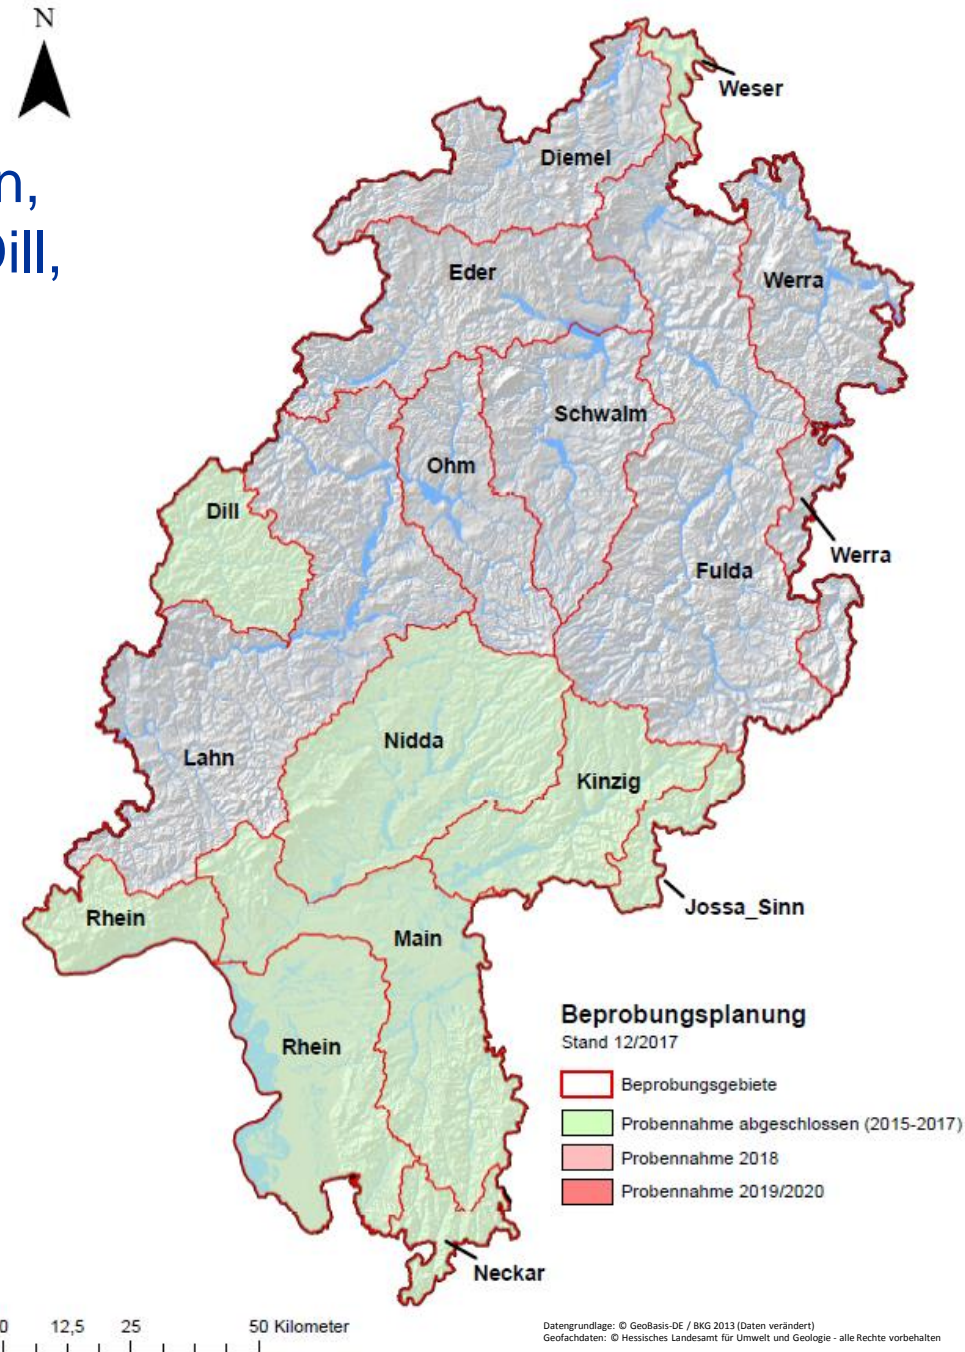 N
n,
Dill,
Weser
Diemel
Eder
Werra
Schwalm
Ohm
Dill
Werra
Fulda
Nidda
Lahn
Kinzig
Jossa_Sinn
Rhein
Main
Rhein
Neckar
Beprobungsplanung
Stand 12/2017
Beprobungsgebiete
Probennahme abgeschlossen (2015-2017)
Probennahme 2018
Probennahme 2019/2020
0 12,5 25 50 Kilometer
Datengrundlage: © GeoBasis-DE / BKG 2013 (Daten verändert)
Geofachdaten: © Hessisches Landesamt für Umwelt und Geologie - alle Rechte vorbehalten